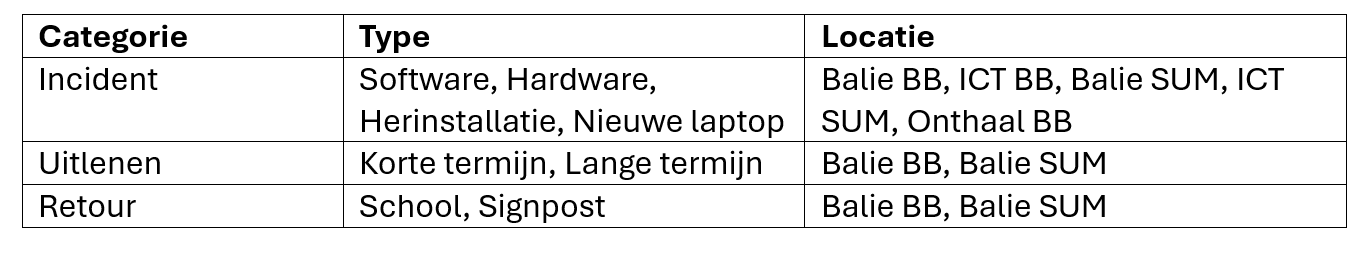 Categorie Type Locatie
Incident Software, Hardware, Balie BB, ICT BB, Balie SUM, ICT
Herinstallatie, Nieuwe laptop SUM, Onthaal BB
Uitlenen Korte termijn, Lange termijn Balie BB, Balie SUM
Retour School, Signpost Balie BB, Balie SUM